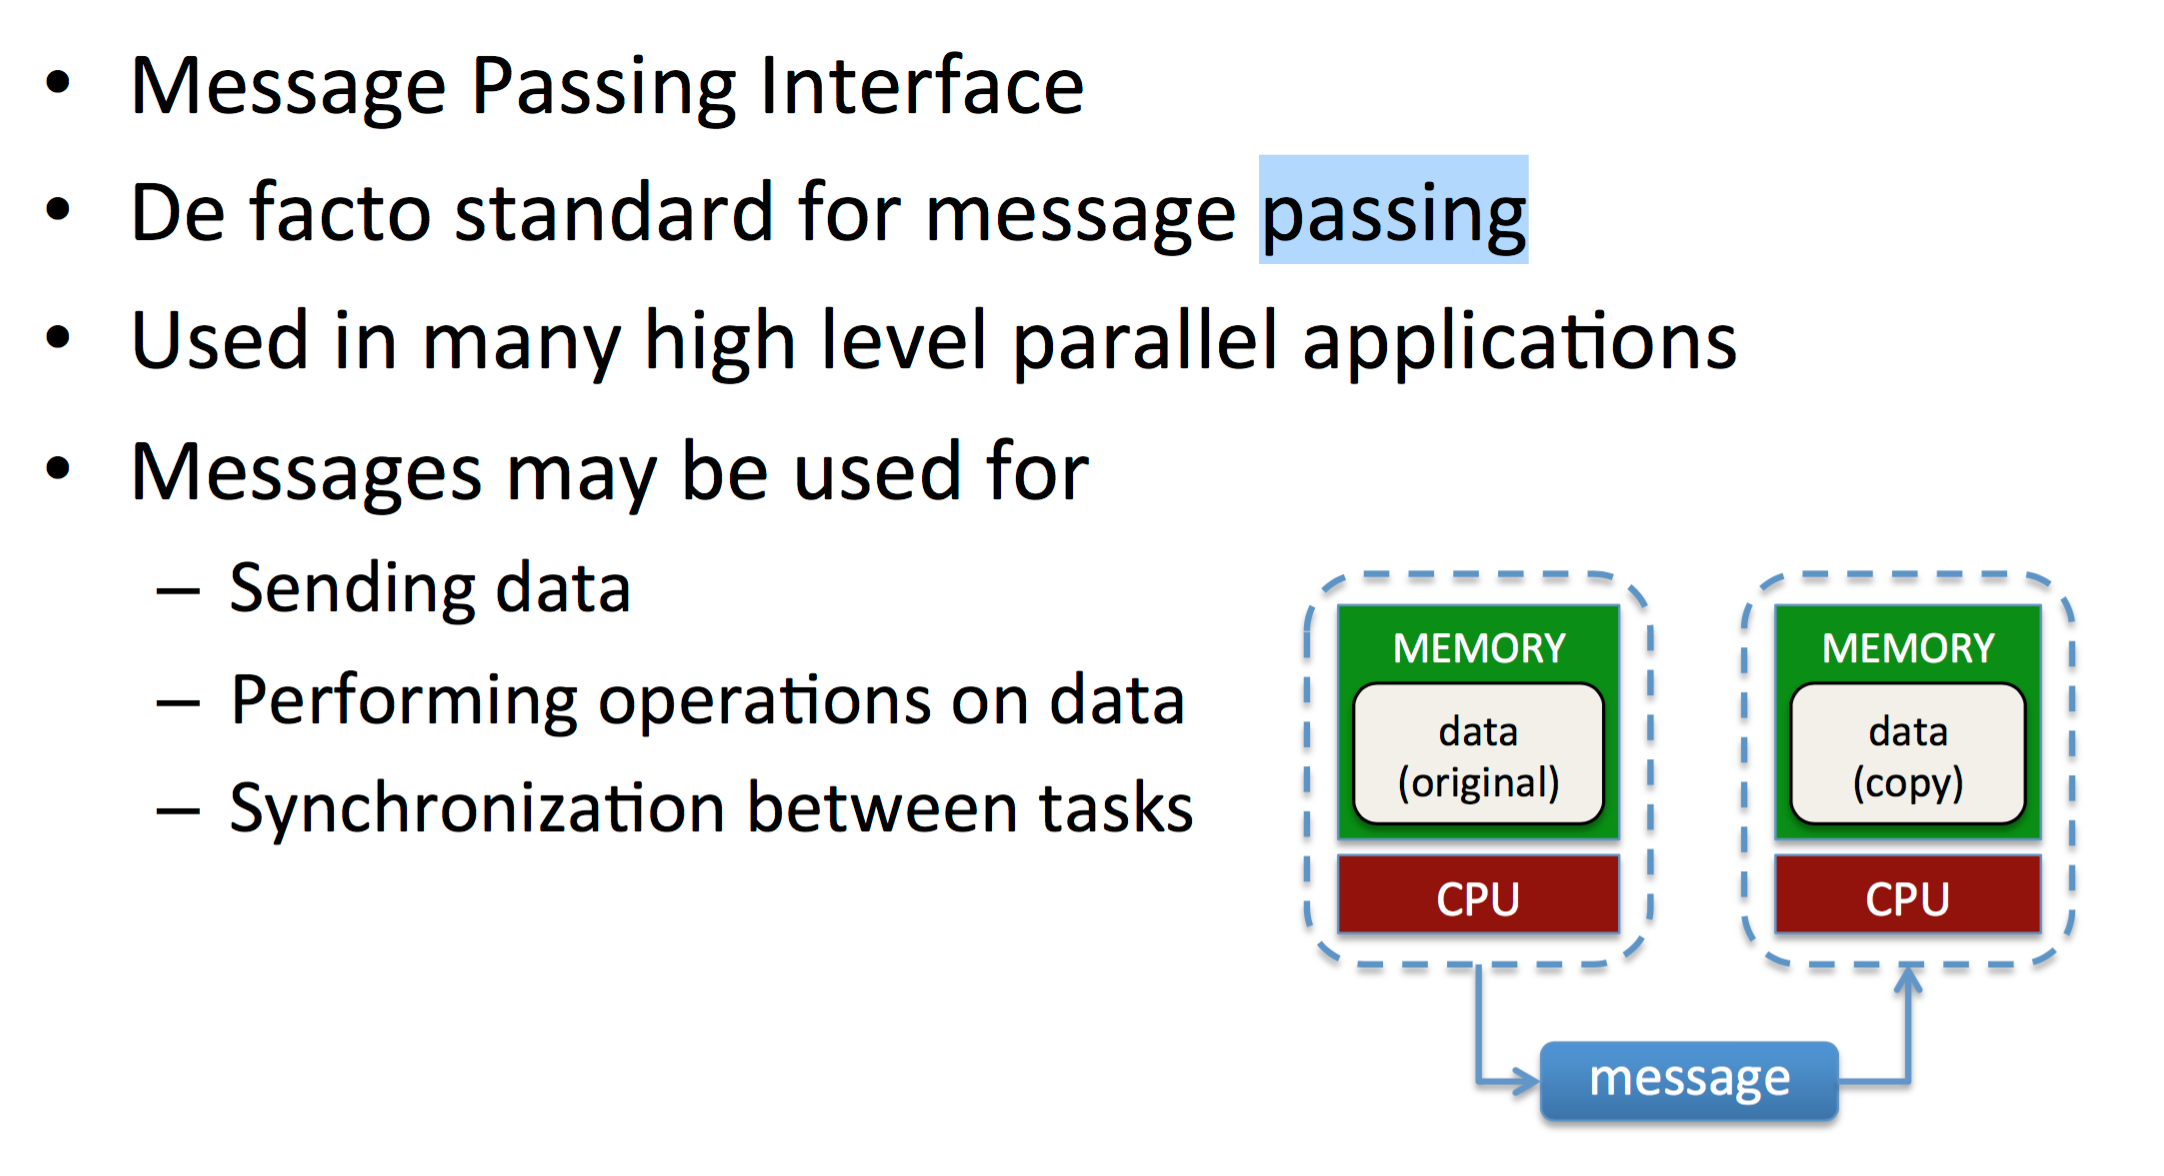 • Message Passing Interface
• De facto standard for message passing
• Used in many high level parallel applications
• Messages may be used for
– Sending data
– Performing operations on data
– Synchronization between tasks
MEMORY
data
(original)
CPU
MEMORY
data
(copy)
CPU
message